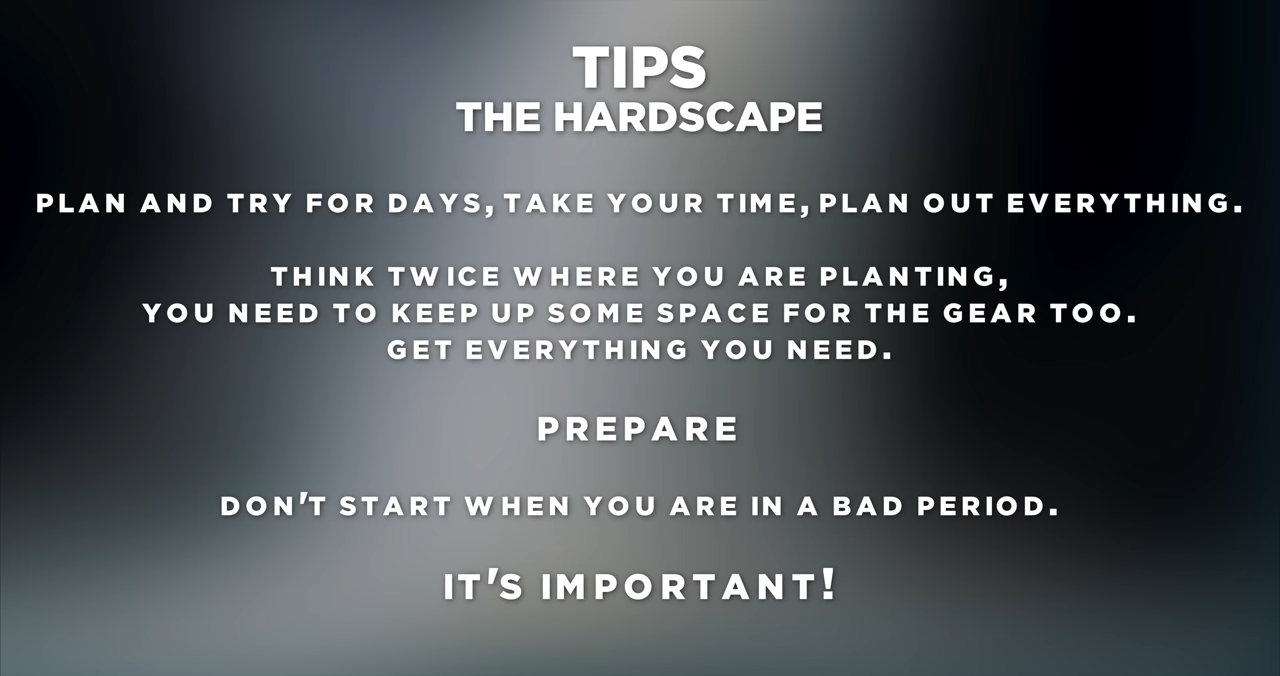 TIPS
THE HARDSCAPE
PLAN AND TRY FOR DAYS, TAKE YOUR TIME, PLAN OUT EVERYTHING.
THINK TWICE WHERE YOU ARE PLANTING,
YOU NEED TO KEEP UP SOME SPACE FOR THE GEAR TOO.
GET EVERYTHING YOU NEED.
PREPARE
DON'T START WHEN YOU ARE IN A BAD PERIOD.
IT'S IMPORTANT!